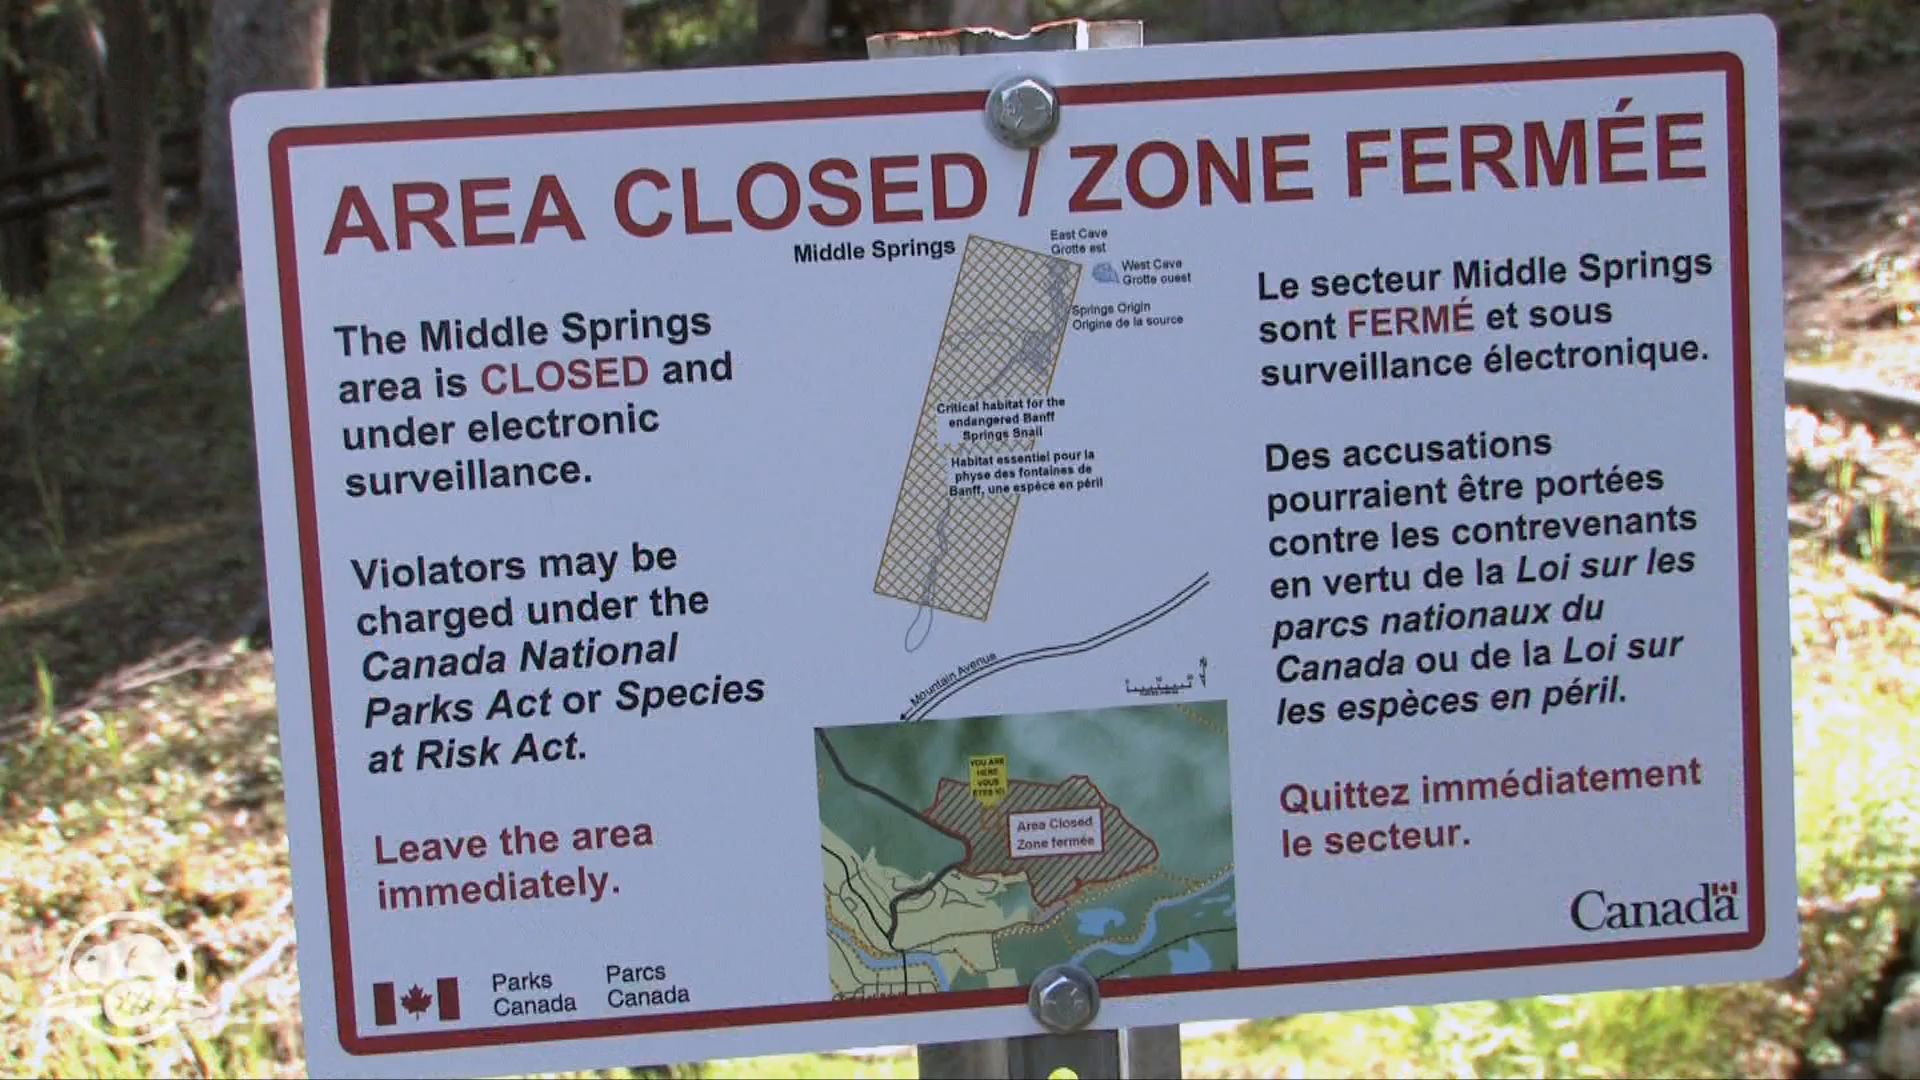 AREA CLOSED / ZONE FERMÉE
The Middle Springs
area is CLOSED and
under electronic
surveillance.
Violators may be
charged under the
Canada National
Parks Act or Species
at Risk Act.
Leave the area
immediately.
Parks
Canada
Parcs
Canada
Middle Springs
East Cave
Grotte est
West Cave
Grotte ouest
Springs Origin
Origine de la source
Critical habitat for the
endangered Banff
Springs Snail
Habitat essentiel pour la
physe des fontaines de
Banff, une espèce en péril
Mountain Avenue
YOU ARE
HERE
VOUS
Area Closed
Zone fermée
Le secteur Middle Springs
sont FERMÉ et sous
surveillance électronique.
Des accusations
pourraient être portées
contre les contrevenants
en vertu de la Loi sur les
parcs nationaux du
Canada ou de la Loi sur
les espèces en péril.
Quittez immédiatement
le secteur.
Canada